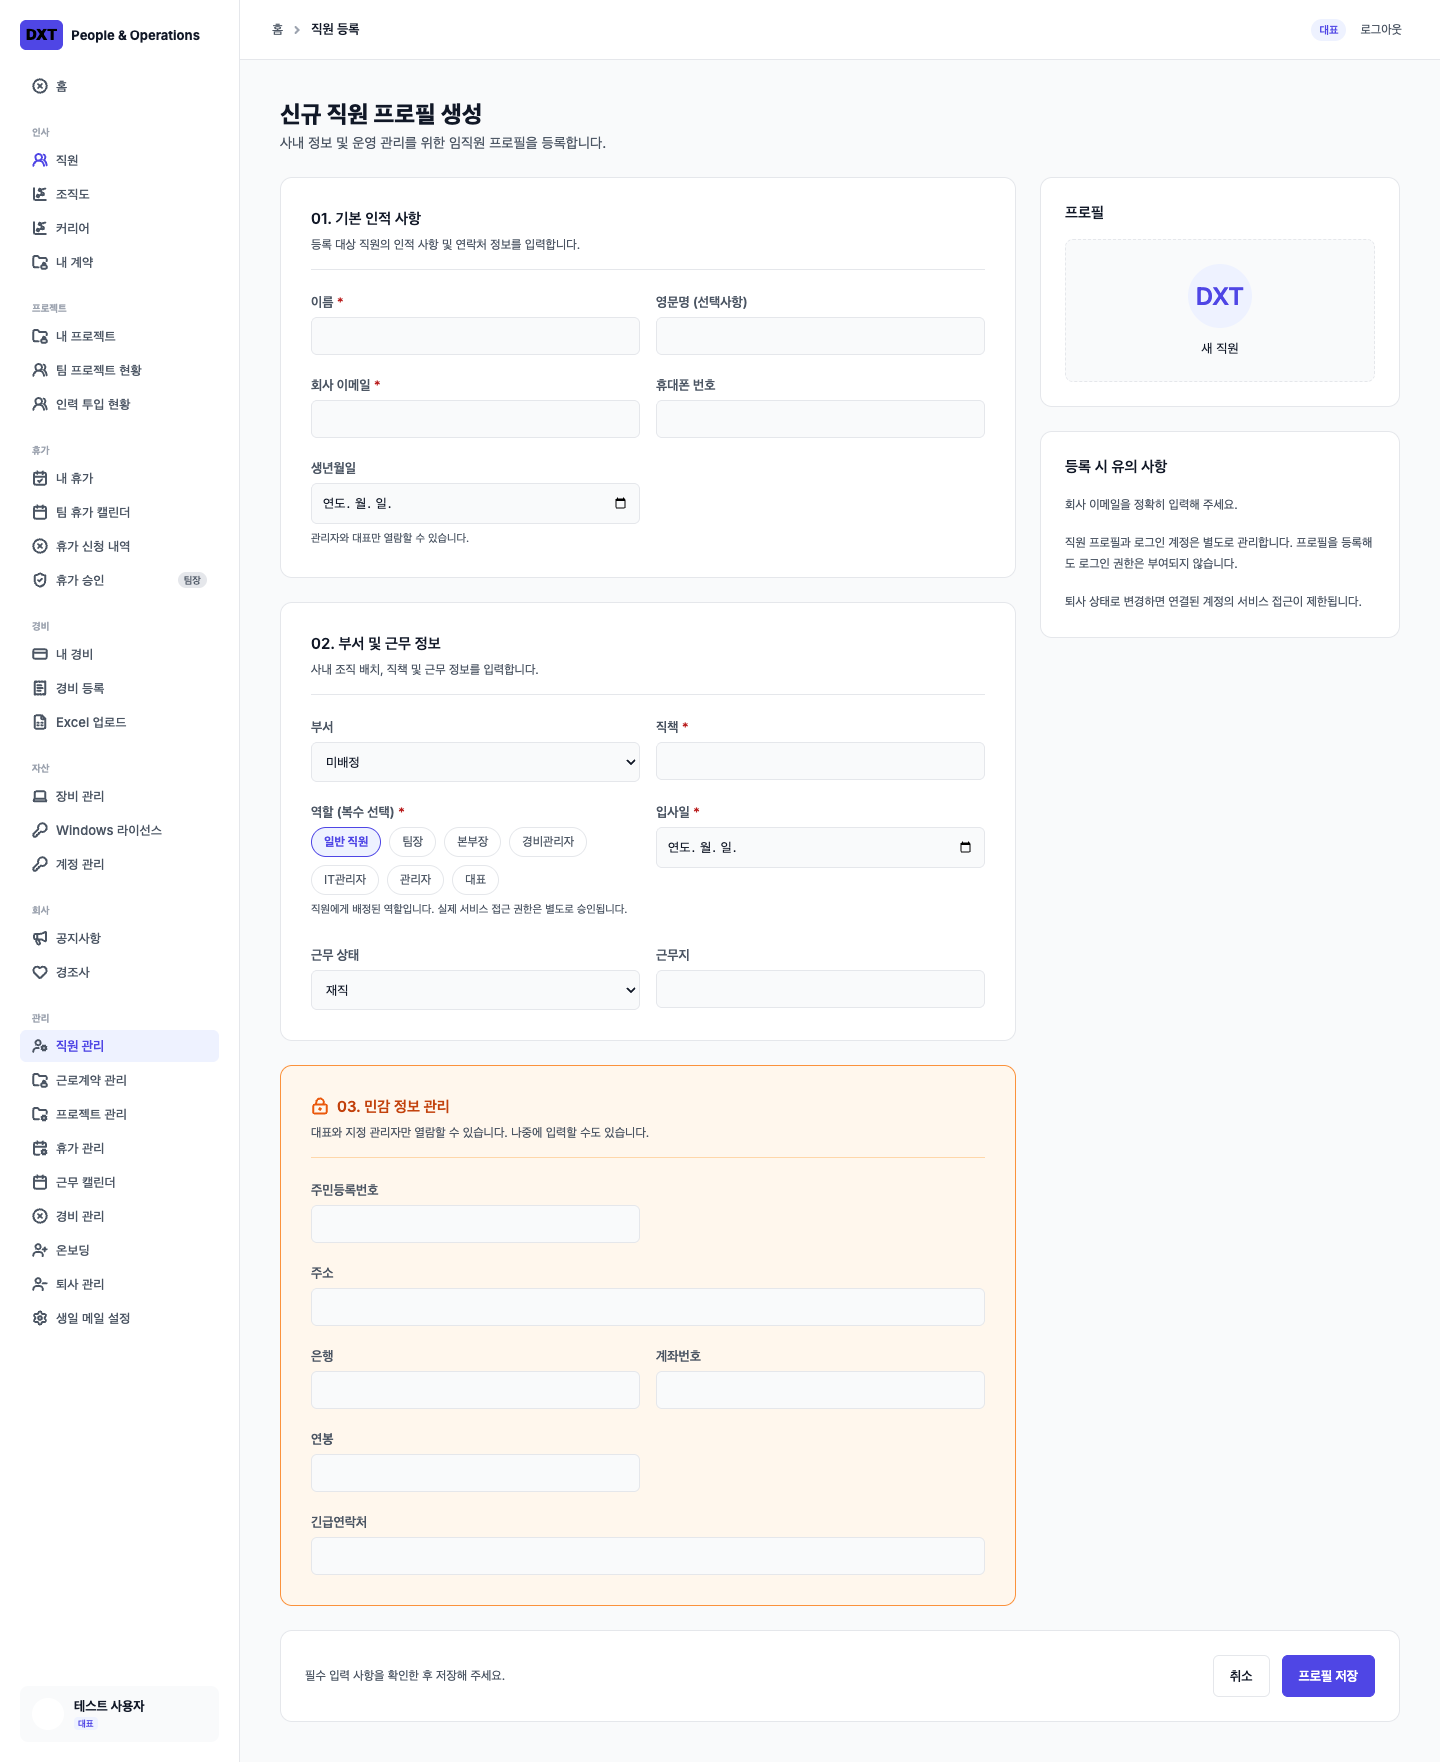 DXT People & Operations
홈
인사
직원
조직도
커리어
내 계약
프로젝트
내 프로젝트
팀 프로젝트 현황
인력 투입 현황
휴가
내 휴가
팀 휴가 캘린더
휴가 신청 내역
휴가 승인 팀장
경비
내 경비
경비 등록
Excel 업로드
자산
장비 관리
Windows 라이선스
계정 관리
회사
공지사항
경조사
관리
직원 관리
근로계약 관리
프로젝트 관리
휴가 관리
근무 캘린더
경비 관리
온보딩
퇴사 관리
생일 메일 설정
테스트 사용자
대표
홈 직원 등록
대표 로그아웃
신규 직원 프로필 생성
사내 정보 및 운영 관리를 위한 임직원 프로필을 등록합니다.
01. 기본 인적 사항
등록 대상 직원의 인적 사항 및 연락처 정보를 입력합니다.
이름 * 영문명 (선택사항)
회사 이메일 * 휴대폰 번호
생년월일
연도. 월. 일.
관리자와 대표만 열람할 수 있습니다.
02. 부서 및 근무 정보
사내 조직 배치, 직책 및 근무 정보를 입력합니다.
부서 직책 *
미배정
역할 (복수 선택) * 입사일 *
일반 직원 팀장 본부장 경비관리자 연도. 월. 일.
IT관리자 관리자 대표
직원에게 배정된 역할입니다. 실제 서비스 접근 권한은 별도로 승인됩니다.
근무 상태 근무지
재직
03. 민감 정보 관리
대표와 지정 관리자만 열람할 수 있습니다. 나중에 입력할 수도 있습니다.
주민등록번호
주소
은행 계좌번호
연봉
긴급연락처
프로필
DXT
새 직원
등록 시 유의 사항
회사 이메일을 정확히 입력해 주세요.
직원 프로필과 로그인 계정은 별도로 관리합니다. 프로필을 등록해
도 로그인 권한은 부여되지 않습니다.
퇴사 상태로 변경하면 연결된 계정의 서비스 접근이 제한됩니다.
필수 입력 사항을 확인한 후 저장해 주세요.
취소 프로필 저장